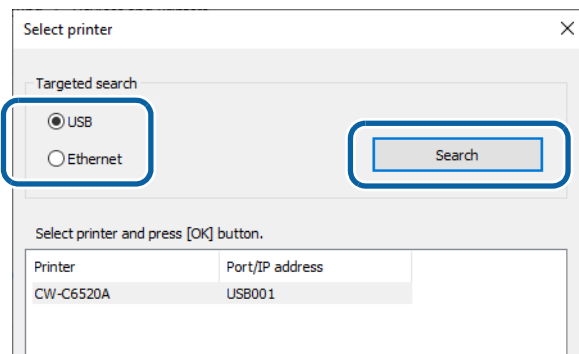 Select printer
Targeted search
USB
Ethernet
Search
Select printer and press [OK] button.
Printer Port/IP address
CW-C6520A USB001